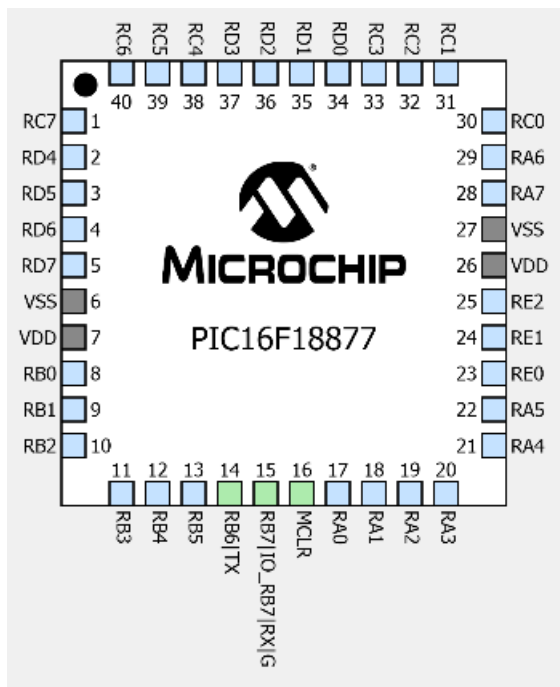 RC6 RC5 RC4 RD3 RD2 RD1 RD0 RC3 RC2 RC1
40 39 38 37 36 35 34 33 32 31
RC7 1 30 RC0
RD4 2 29 RA6
RD5 3 28 RA7
RD6 4 27 VSS
RD7 5 26 VDD
VSS 6 25 RE2
VDD 7 24 RE1
RB0 8 23 RE0
RB1 9 22 RA5
RB2 10 21 RA4
MICROCHIP
PIC16F18877
11 12 13 14 15 16 17 18 19 20
RB3 RB4 RB5 RB6|TX RB7|IO_RB7|RX|G MCLR RA0 RA1 RA2 RA3